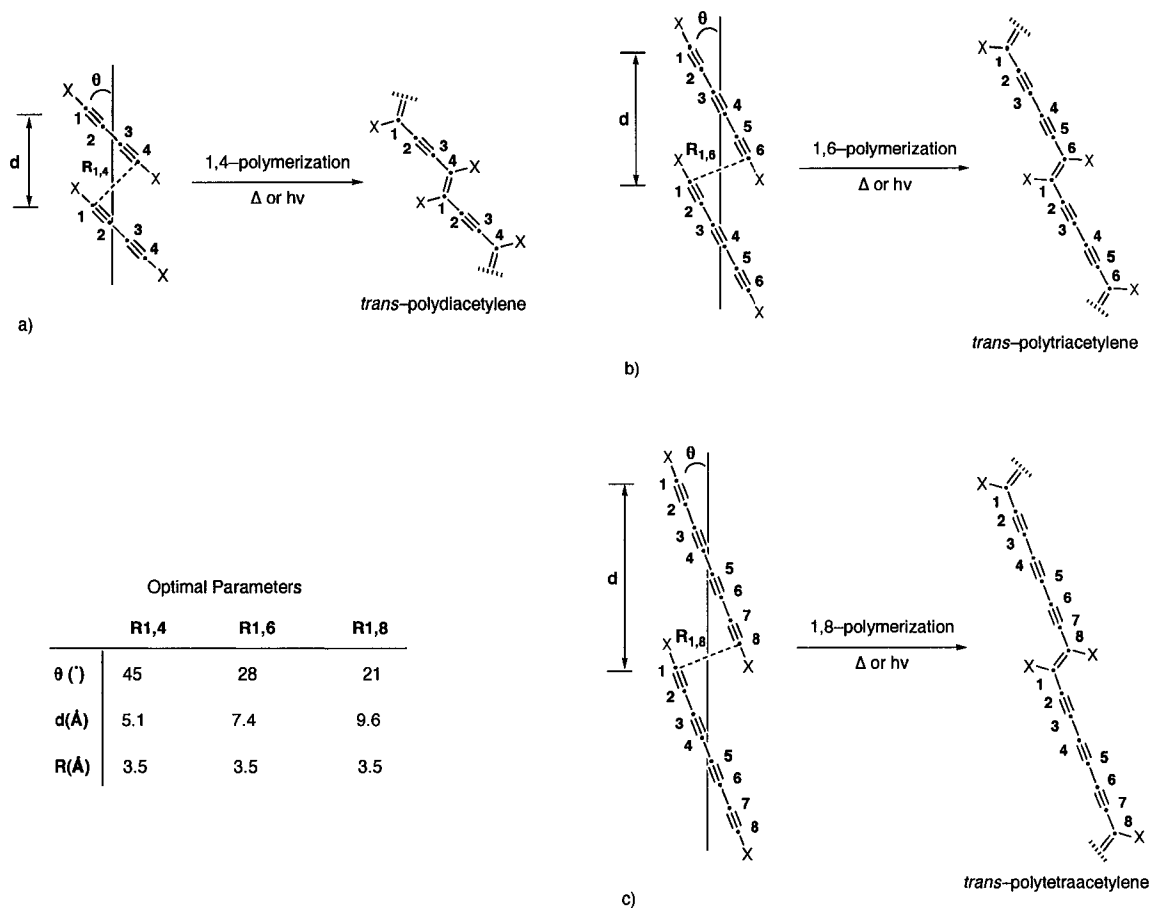 a)
θ
X
1
2
3
4
d
R1,4
X
X
1
2
3
4
X
1,4–polymerization
Δ or hν
X
1
2
3
4
X
X
1
2
3
4
X
trans–polydiacetylene
b)
X
θ
1
2
3
4
5
6
d
R1,6
X
X
1
2
3
4
5
6
X
1,6–polymerization
Δ or hν
X
1
2
3
4
5
6
X
X
1
2
3
4
5
6
X
trans–polytriacetylene
Optimal Parameters
R1,4 R1,6 R1,8
θ (°) 45 28 21
d(Å) 5.1 7.4 9.6
R(Å) 3.5 3.5 3.5
X
θ
1
2
3
4
5
6
7
8
d
R1,8
X
X
1
2
3
4
5
6
7
8
X
1,8–polymerization
Δ or hν
X
1
2
3
4
5
6
7
8
X
X
1
2
3
4
5
6
7
8
X
trans–polytetraacetylene
c)